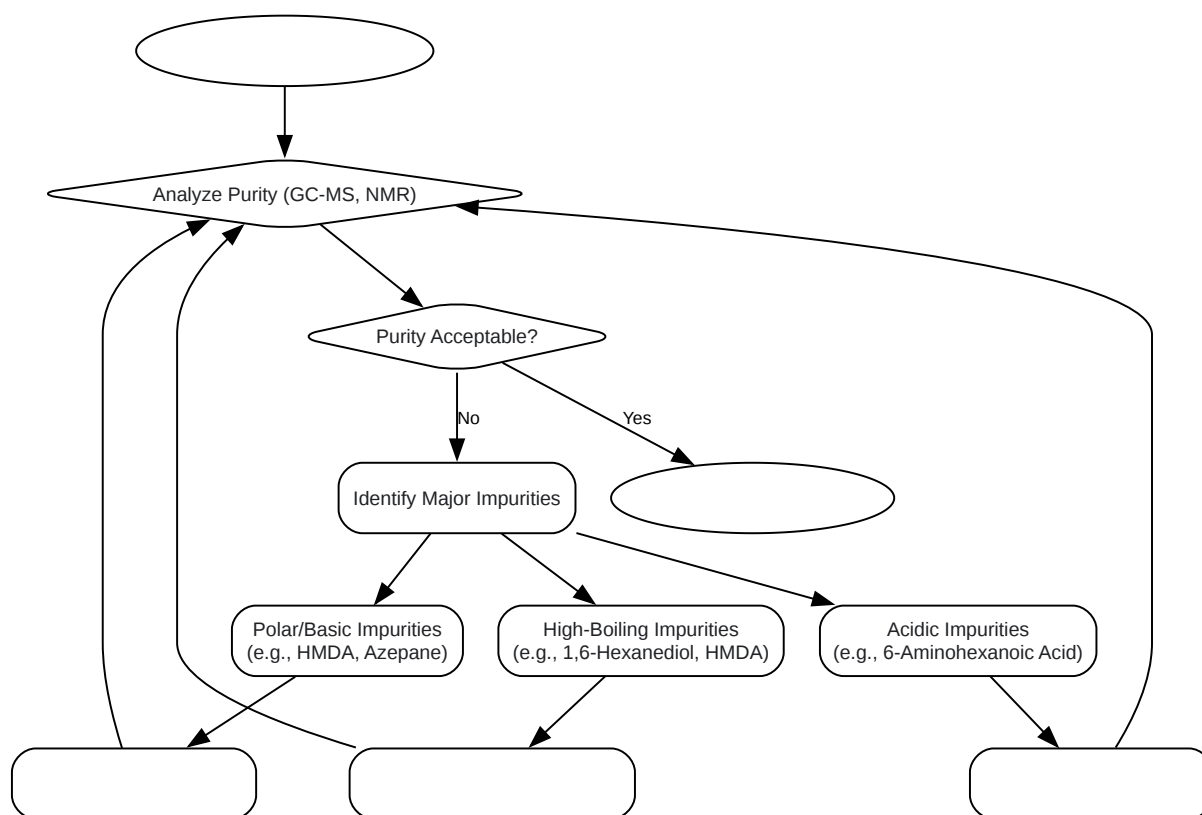 Analyze Purity (GC-MS, NMR)
Purity Acceptable?
No
Yes
Identify Major Impurities
Polar/Basic Impurities
(e.g., HMDA, Azepane)
High-Boiling Impurities
(e.g., 1,6-Hexanediol, HMDA)
Acidic Impurities
(e.g., 6-Aminohexanoic Acid)